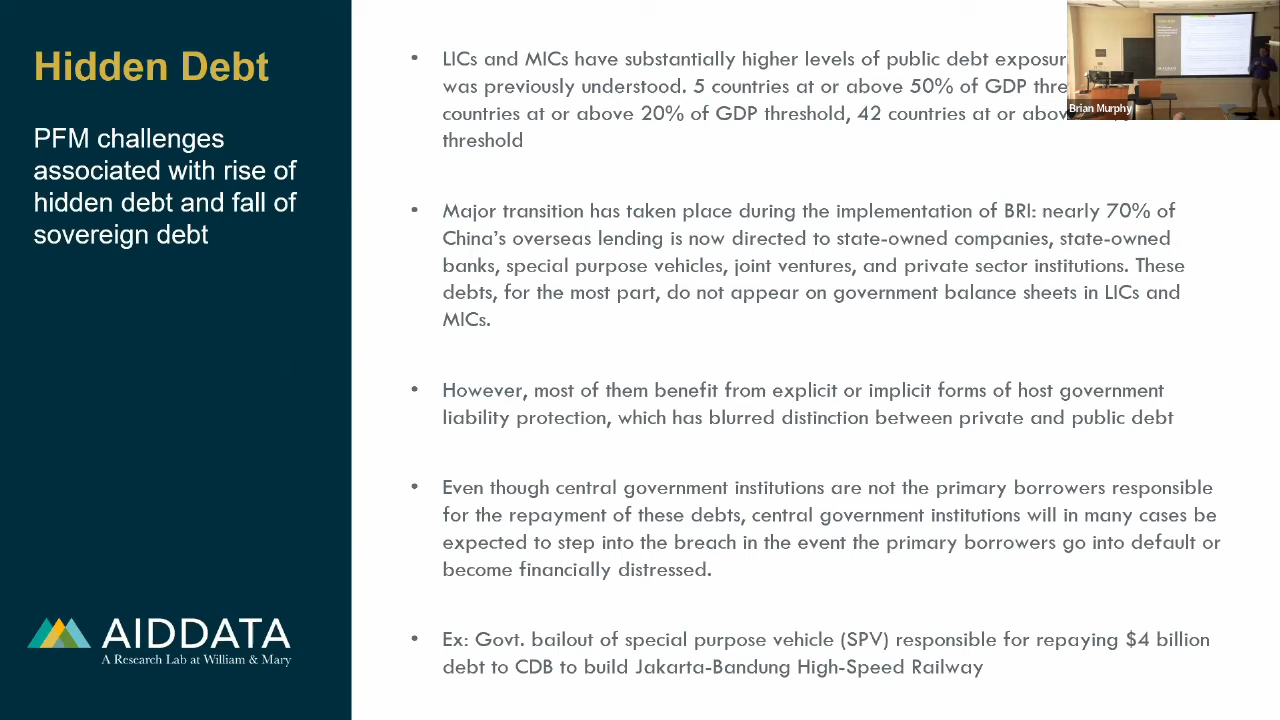 Hidden Debt
PFM challenges
associated with rise of
hidden debt and fall of
sovereign debt
AIDDATA
A Research Lab at William & Mary
• LICs and MICs have substantially higher levels of public debt
was previously understood. 5 countries at or above 50% of GDP
countries at or above 20% of GDP threshold, 42 countries at or
threshold
• Major transition has taken place during the implementation of BRI: nearly 70% of
China's overseas lending is now directed to state-owned companies, state-owned
banks, special purpose vehicles, joint ventures, and private sector institutions. These
debts, for the most part, do not appear on government balance sheets in LICs and
MICs.
• However, most of them benefit from explicit or implicit forms of host government
liability protection, which has blurred distinction between private and public debt
• Even though central government institutions are not the primary borrowers responsible
for the repayment of these debts, central government institutions will in many cases be
expected to step into the breach in the event the primary borrowers go into default or
become financially distressed.
• Ex: Govt. bailout of special purpose vehicle (SPV) responsible for repaying $4 billion
debt to CDB to build Jakarta-Bandung High-Speed Railway
Brian Murphy